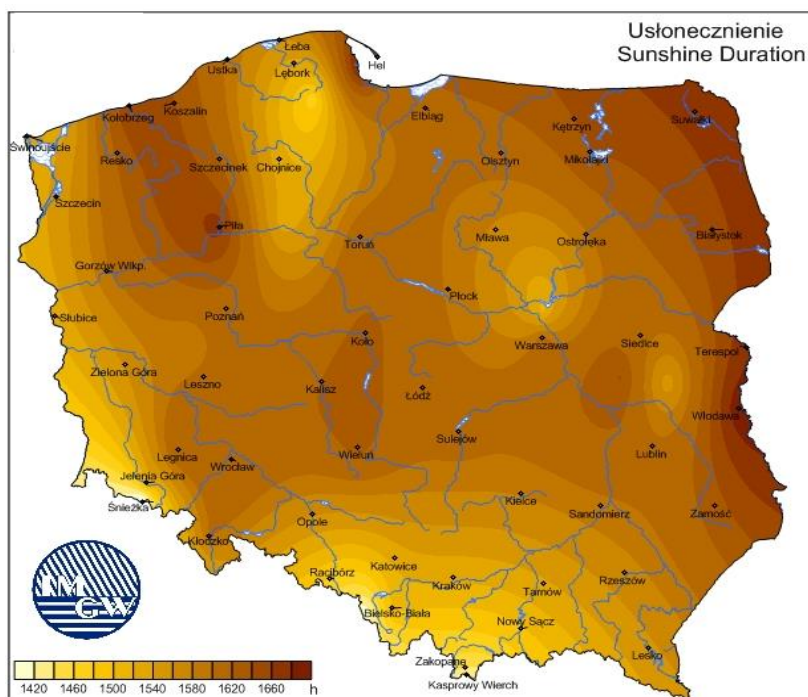 Usłonecznienie
Sunshine Duration
Łeba
Ustka
Lębork
Hel
Kołobrzeg
Koszalin
Elbląg
Kętrzyn
Suwałki
Świnoujście
Resko
Szczecinek
Chojnice
Olsztyn
Mikołajki
Szczecin
Piła
Toruń
Mława
Ostrołęka
Białystok
Gorzów Wlkp.
Płock
Słubice
Poznań
Koło
Warszawa
Siedlce
Terespol
Zielona Góra
Leszno
Kalisz
Łódź
Włodawa
Sulejów
Legnica
Wrocław
Wieluń
Lublin
Jelenia Góra
Śnieżka
Opole
Kielce
Sandomierz
Zamość
Kłoczko
Racibórz
Katowice
Kraków
Tarnów
Rzeszów
Bielsko-Biała
Nowy Sącz
Lesko
Zakopane
Kasprowy Wierch
IM
GW
1420 1460 1500 1540 1580 1620 1660 h